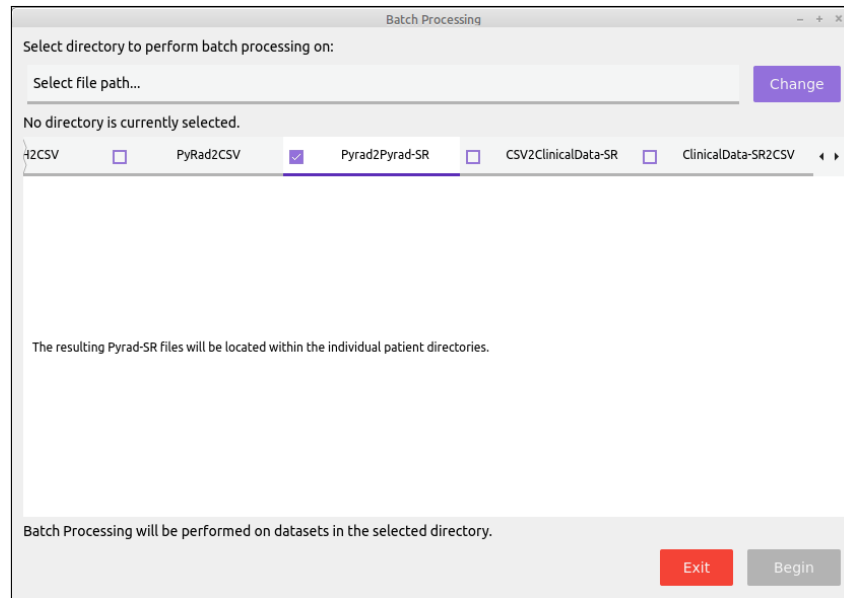 Batch Processing
Select directory to perform batch processing on:
Select file path...
Change
No directory is currently selected.
2CSV PyRad2CSV Pyrad2Pyrad-SR CSV2ClinicalData-SR ClinicalData-SR2CSV
The resulting Pyrad-SR files will be located within the individual patient directories.
Batch Processing will be performed on datasets in the selected directory.
Exit Begin